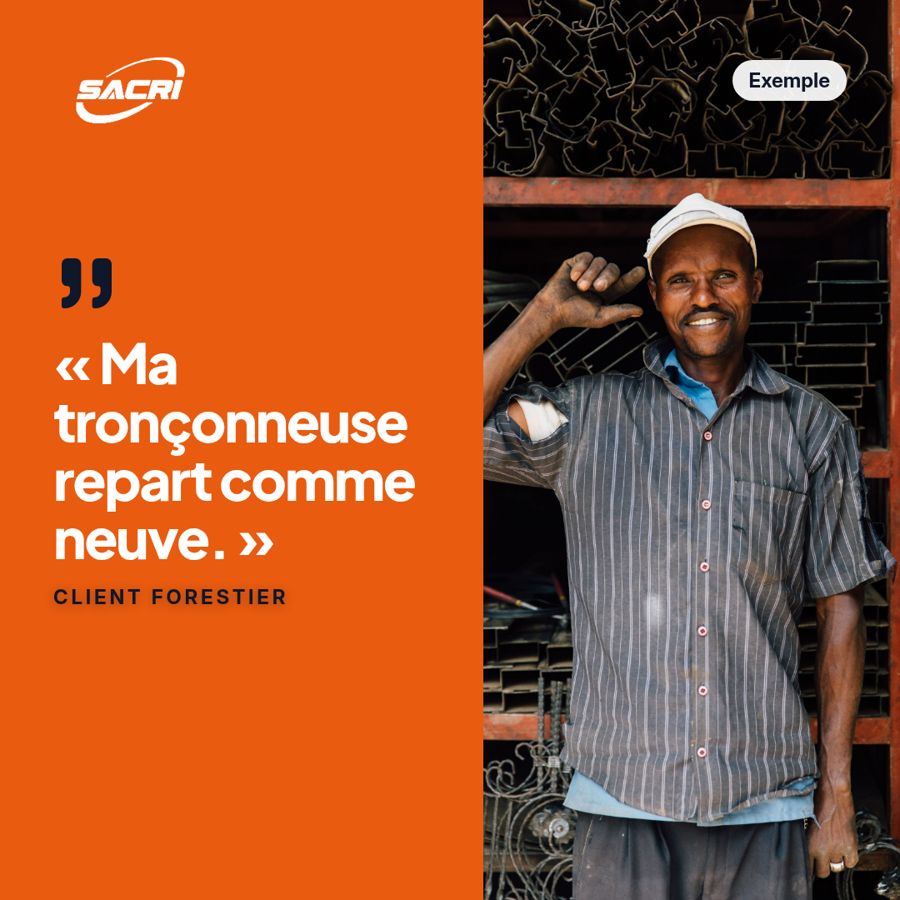 SACRI
Exemple
« Ma
tronçonneuse
repart comme
neuve. »
CLIENT FORESTIER